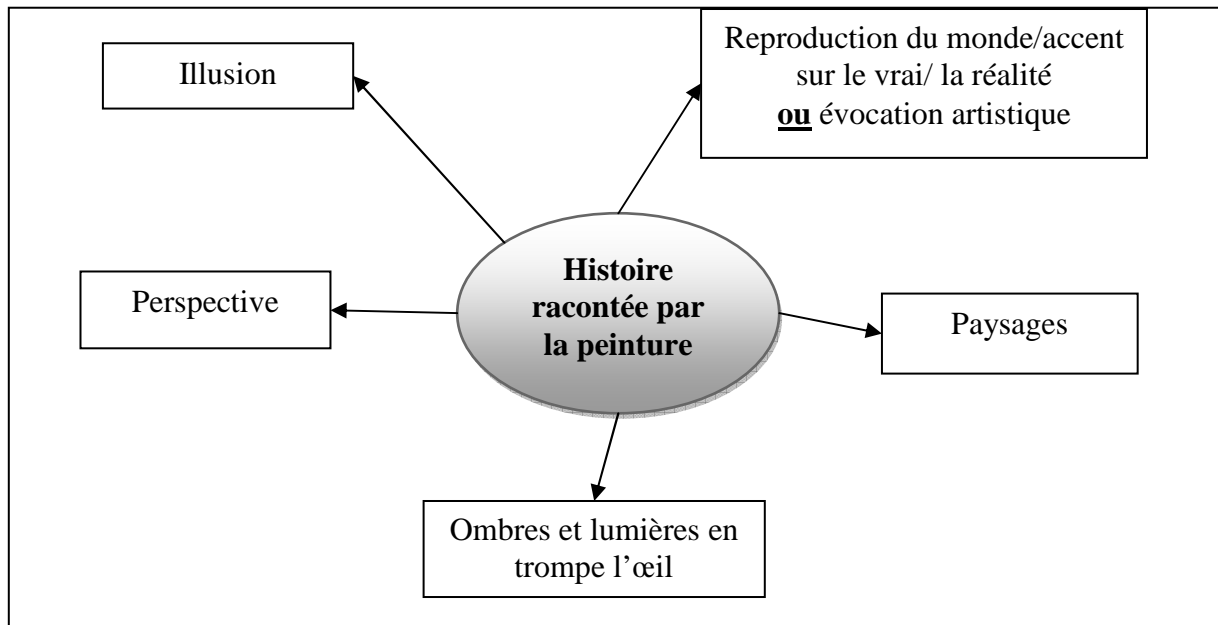 Illusion
Reproduction du monde/accent
sur le vrai/ la réalité
ou évocation artistique
Histoire
racontée par
la peinture
Perspective
Paysages
Ombres et lumières en
trompe l’œil